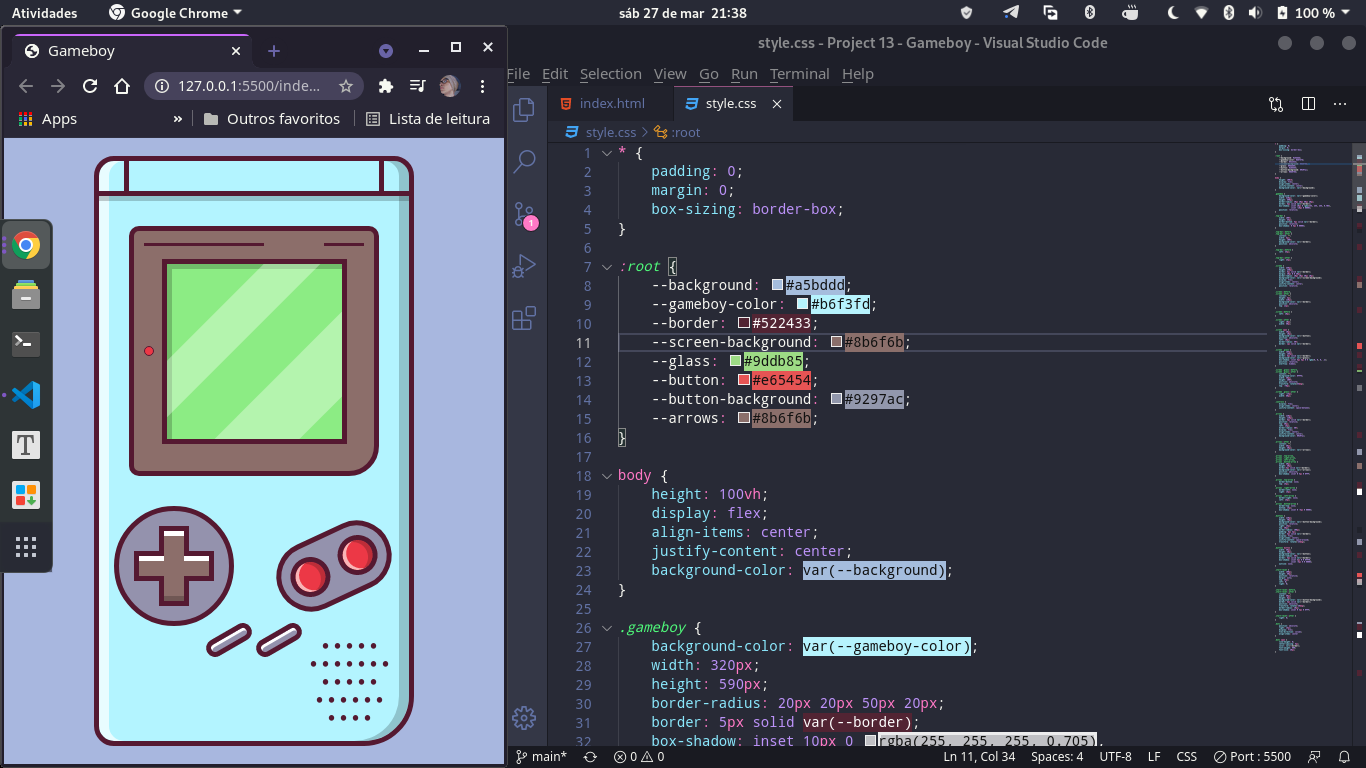 Atividades
Google Chrome
sáb 27 de mar 21:38
100 %
Gameboy
127.0.0.1:5500/inde...
Apps
»
Outros favoritos
Lista de leitura
style.css - Project 13 - Gameboy - Visual Studio Code
File Edit Selection View Go Run Terminal Help
index.html
style.css
style.css > :root
1
1 * {
2 padding: 0;
3 margin: 0;
4 box-sizing: border-box;
5 }
6
7 :root {
8 --background: #a5bddd;
9 --gameboy-color: #b6f3fd;
10 --border: #522433;
11 --screen-background: #8b6f6b;
12 --glass: #9ddb85;
13 --button: #e65454;
14 --button-background: #9297ac;
15 --arrows: #8b6f6b;
16 }
17
18 body {
19 height: 100vh;
20 display: flex;
21 align-items: center;
22 justify-content: center;
23 background-color: var(--background);
24 }
25
26 .gameboy {
27 background-color: var(--gameboy-color);
28 width: 320px;
29 height: 590px;
30 border-radius: 20px 20px 50px 20px;
31 border: 5px solid var(--border);
32 box-shadow: inset 10px 0 rgba(255, 255, 255, 0.705),
main*
0 0
Ln 11, Col 34
Spaces: 4
UTF-8
LF
CSS
Port : 5500